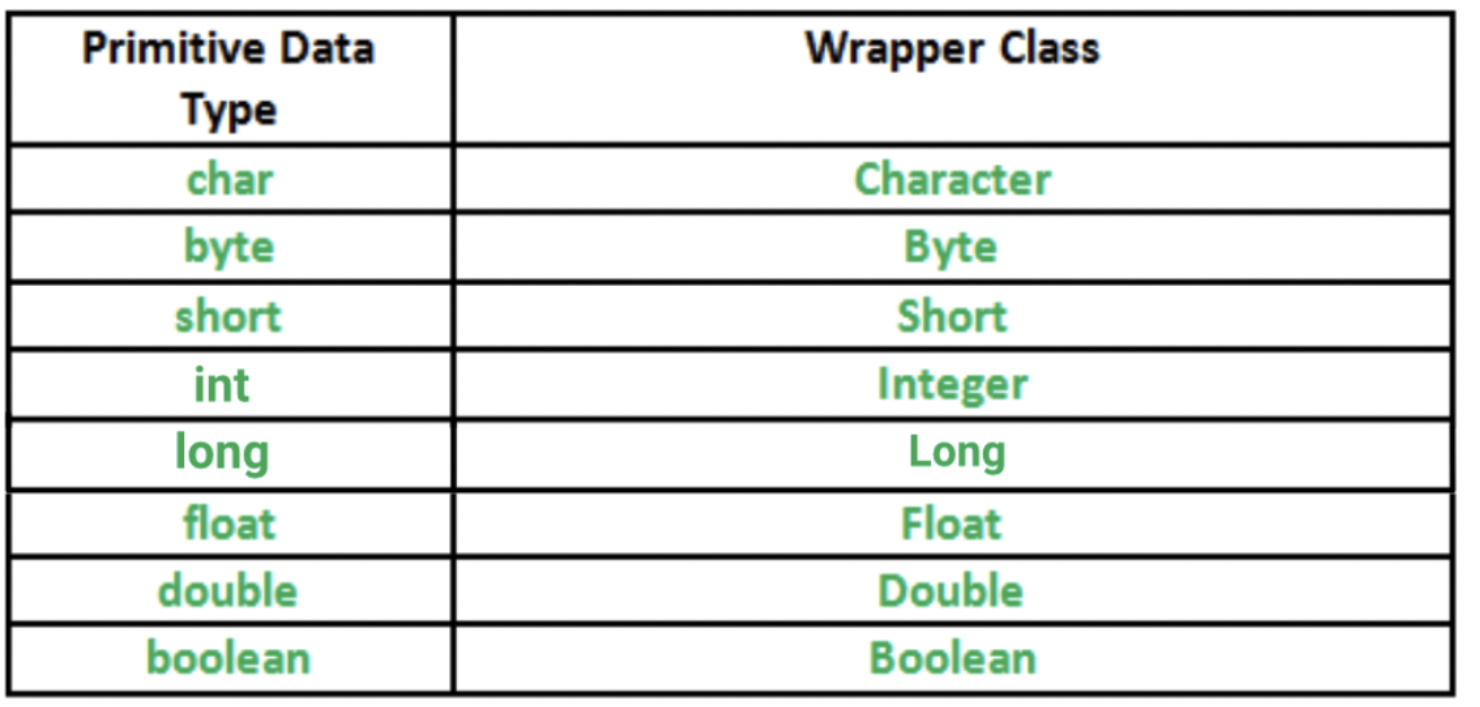 Primitive Data Wrapper Class
Type
char Character
byte Byte
short Short
int Integer
long Long
float Float
double Double
boolean Boolean